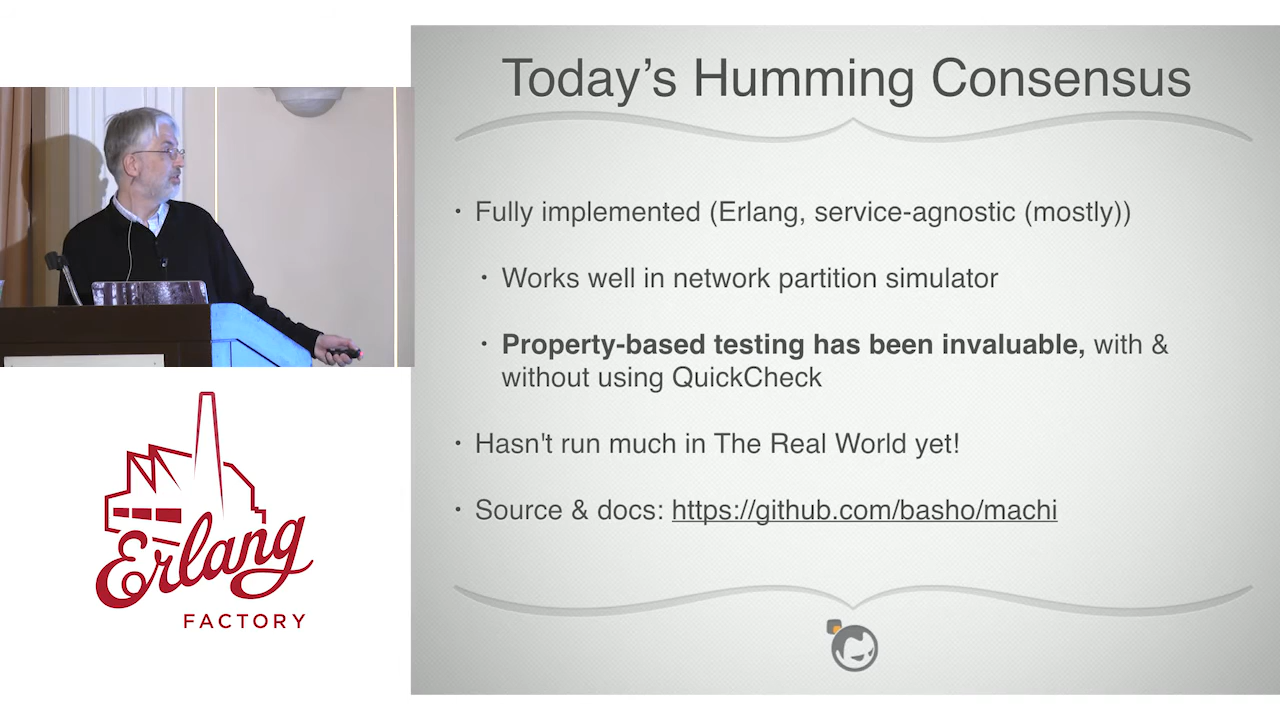 Today's Humming Consensus
• Fully implemented (Erlang, service-agnostic (mostly))
• Works well in network partition simulator
• Property-based testing has been invaluable, with &
without using QuickCheck
• Hasn't run much in The Real World yet!
• Source & docs: https://github.com/basho/machi
Erlang
FACTORY